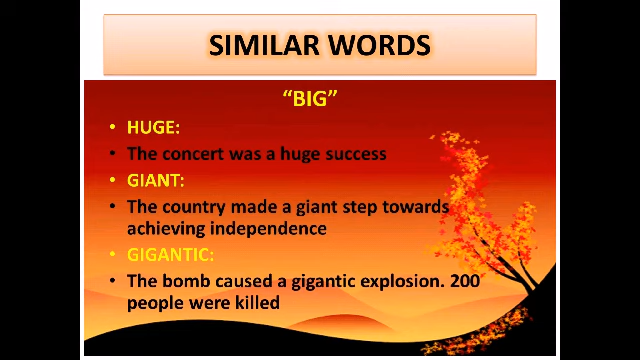 SIMILAR WORDS
“BIG”
• HUGE:
• The concert was a huge success
• GIANT:
• The country made a giant step towards
achieving independence
• GIGANTIC:
• The bomb caused a gigantic explosion. 200
people were killed